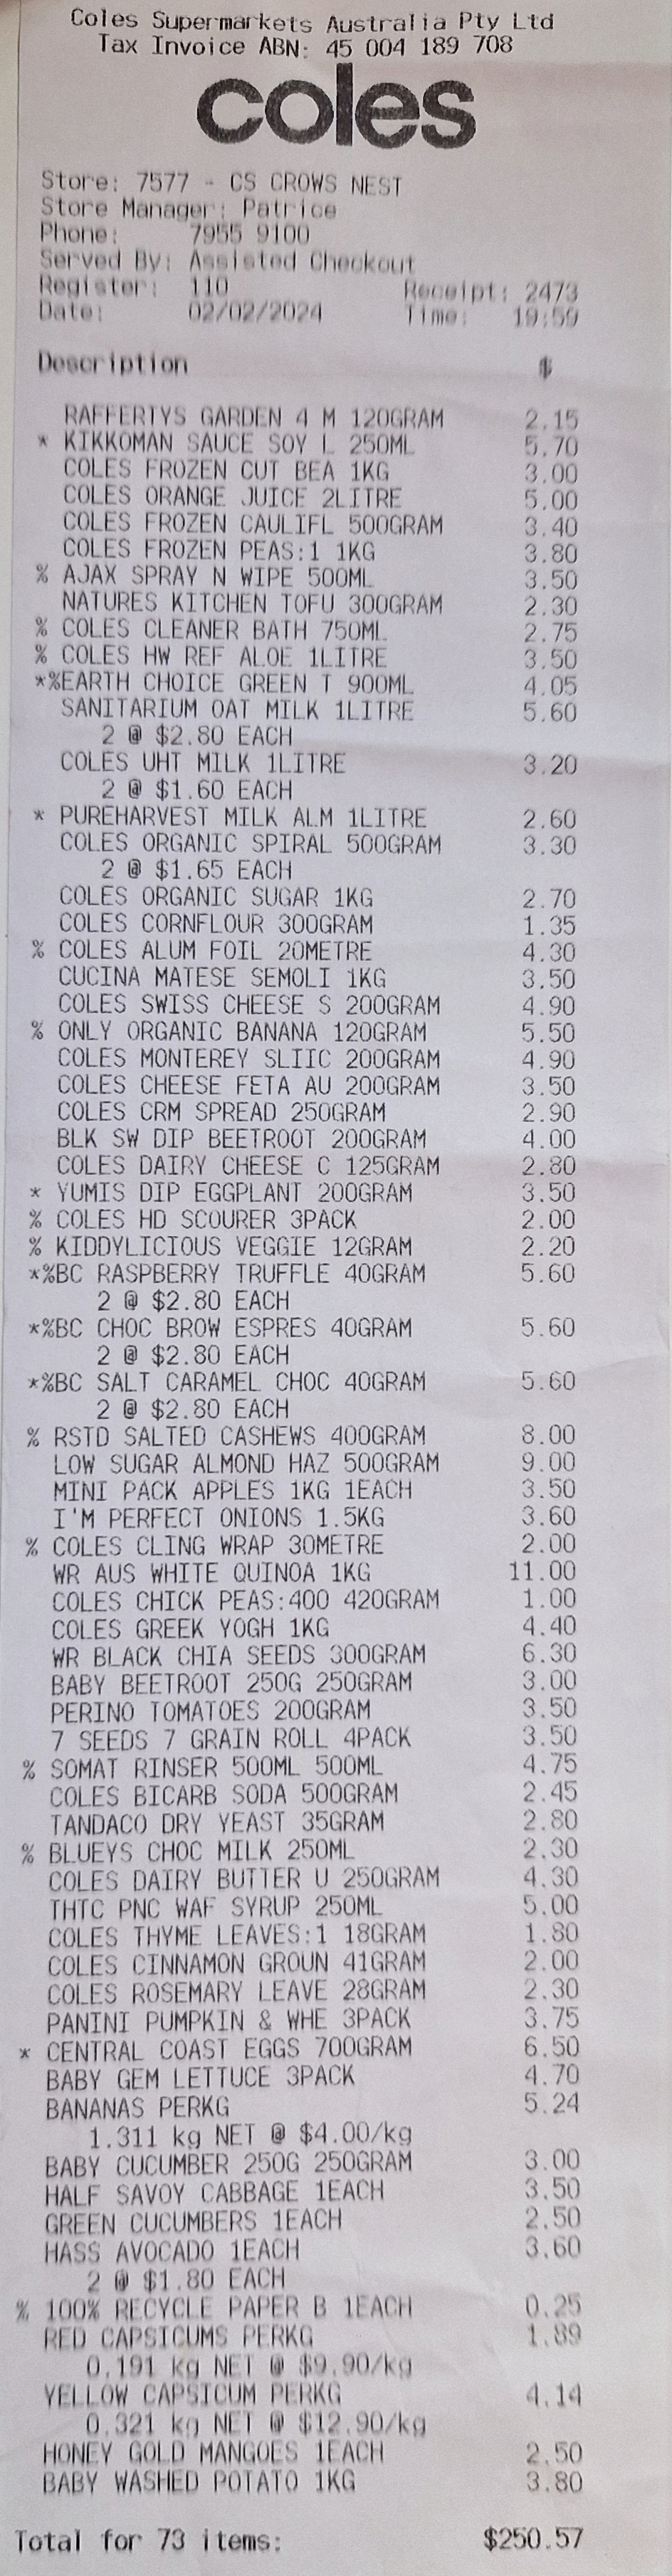 Coles Supermarkets Australia Pty Ltd
Tax Invoice ABN: 45 004 189 708
coles
Store: 7577 - CS CROWS NEST
Store Manager: Patrice
Phone: 7955 9100
Served By: Assisted Checkout
Register: 110 Receipt: 2473
Date: 02/02/2024 Time: 19:59
Description $
RAFFERTYS GARDEN 4 M 120GRAM 2.15
* KIKKOMAN SAUCE SOY L 250ML 5.70
COLES FROZEN CUT BEA 1KG 3.00
COLES ORANGE JUICE 2LITRE 5.00
COLES FROZEN CAULIFL 500GRAM 3.40
COLES FROZEN PEAS:1 1KG 3.80
% AJAX SPRAY N WIPE 500ML 3.50
NATURES KITCHEN TOFU 300GRAM 2.30
% COLES CLEANER BATH 750ML 2.75
% COLES HW REF ALOE 1LITRE 3.50
*%EARTH CHOICE GREEN T 900ML 4.05
SANITARIUM OAT MILK 1LITRE 5.60
2 @ $2.80 EACH
COLES UHT MILK 1LITRE 3.20
2 @ $1.60 EACH
* PUREHARVEST MILK ALM 1LITRE 2.60
COLES ORGANIC SPIRAL 500GRAM 3.30
2 @ $1.65 EACH
COLES ORGANIC SUGAR 1KG 2.70
COLES CORNFLOUR 300GRAM 1.35
% COLES ALUM FOIL 20METRE 4.30
CUCINA MATESE SEMOLI 1KG 3.50
COLES SWISS CHEESE S 200GRAM 4.90
% ONLY ORGANIC BANANA 120GRAM 5.50
COLES MONTEREY SLIIC 200GRAM 4.90
COLES CHEESE FETA AU 200GRAM 3.50
COLES CRM SPREAD 250GRAM 2.90
BLK SW DIP BEETROOT 200GRAM 4.00
COLES DAIRY CHEESE C 125GRAM 2.80
* YUMIS DIP EGGPLANT 200GRAM 3.50
% COLES HD SCOURER 3PACK 2.00
% KIDDYLICIOUS VEGGIE 12GRAM 2.20
*%BC RASPBERRY TRUFFLE 40GRAM 5.60
2 @ $2.80 EACH
*%BC CHOC BROW ESPRES 40GRAM 5.60
2 @ $2.80 EACH
*%BC SALT CARAMEL CHOC 40GRAM 5.60
2 @ $2.80 EACH
% RSTD SALTED CASHEWS 400GRAM 8.00
LOW SUGAR ALMOND HAZ 500GRAM 9.00
MINI PACK APPLES 1KG 1EACH 3.50
I'M PERFECT ONIONS 1.5KG 3.60
% COLES CLING WRAP 30METRE 2.00
WR AUS WHITE QUINOA 1KG 11.00
COLES CHICK PEAS:400 420GRAM 1.00
COLES GREEK YOGH 1KG 4.40
WR BLACK CHIA SEEDS 300GRAM 6.30
BABY BEETROOT 250G 250GRAM 3.00
PERINO TOMATOES 200GRAM 3.50
7 SEEDS 7 GRAIN ROLL 4PACK 3.50
% SOMAT RINSER 500ML 500ML 4.75
COLES BICARB SODA 500GRAM 2.45
TANDACO DRY YEAST 35GRAM 2.80
% BLUEYS CHOC MILK 250ML 2.30
COLES DAIRY BUTTER U 250GRAM 4.30
THTC PNC WAF SYRUP 250ML 5.00
COLES THYME LEAVES:1 18GRAM 1.80
COLES CINNAMON GROUN 41GRAM 2.00
COLES ROSEMARY LEAVE 28GRAM 2.30
PANINI PUMPKIN & WHE 3PACK 3.75
* CENTRAL COAST EGGS 700GRAM 6.50
BABY GEM LETTUCE 3PACK 4.70
BANANAS PERKG 5.24
1.311 kg NET @ $4.00/kg
BABY CUCUMBER 250G 250GRAM 3.00
HALF SAVOY CABBAGE 1EACH 3.50
GREEN CUCUMBERS 1EACH 2.50
HASS AVOCADO 1EACH 3.60
2 @ $1.80 EACH
% 100% RECYCLE PAPER B 1EACH 0.25
RED CAPSICUMS PERKG 1.89
0.191 kg NET @ $9.90/kg
YELLOW CAPSICUM PERKG 4.14
0.321 kg NET @ $12.90/kg
HONEY GOLD MANGOES 1EACH 2.50
BABY WASHED POTATO 1KG 3.80
Total for 73 items: $250.57